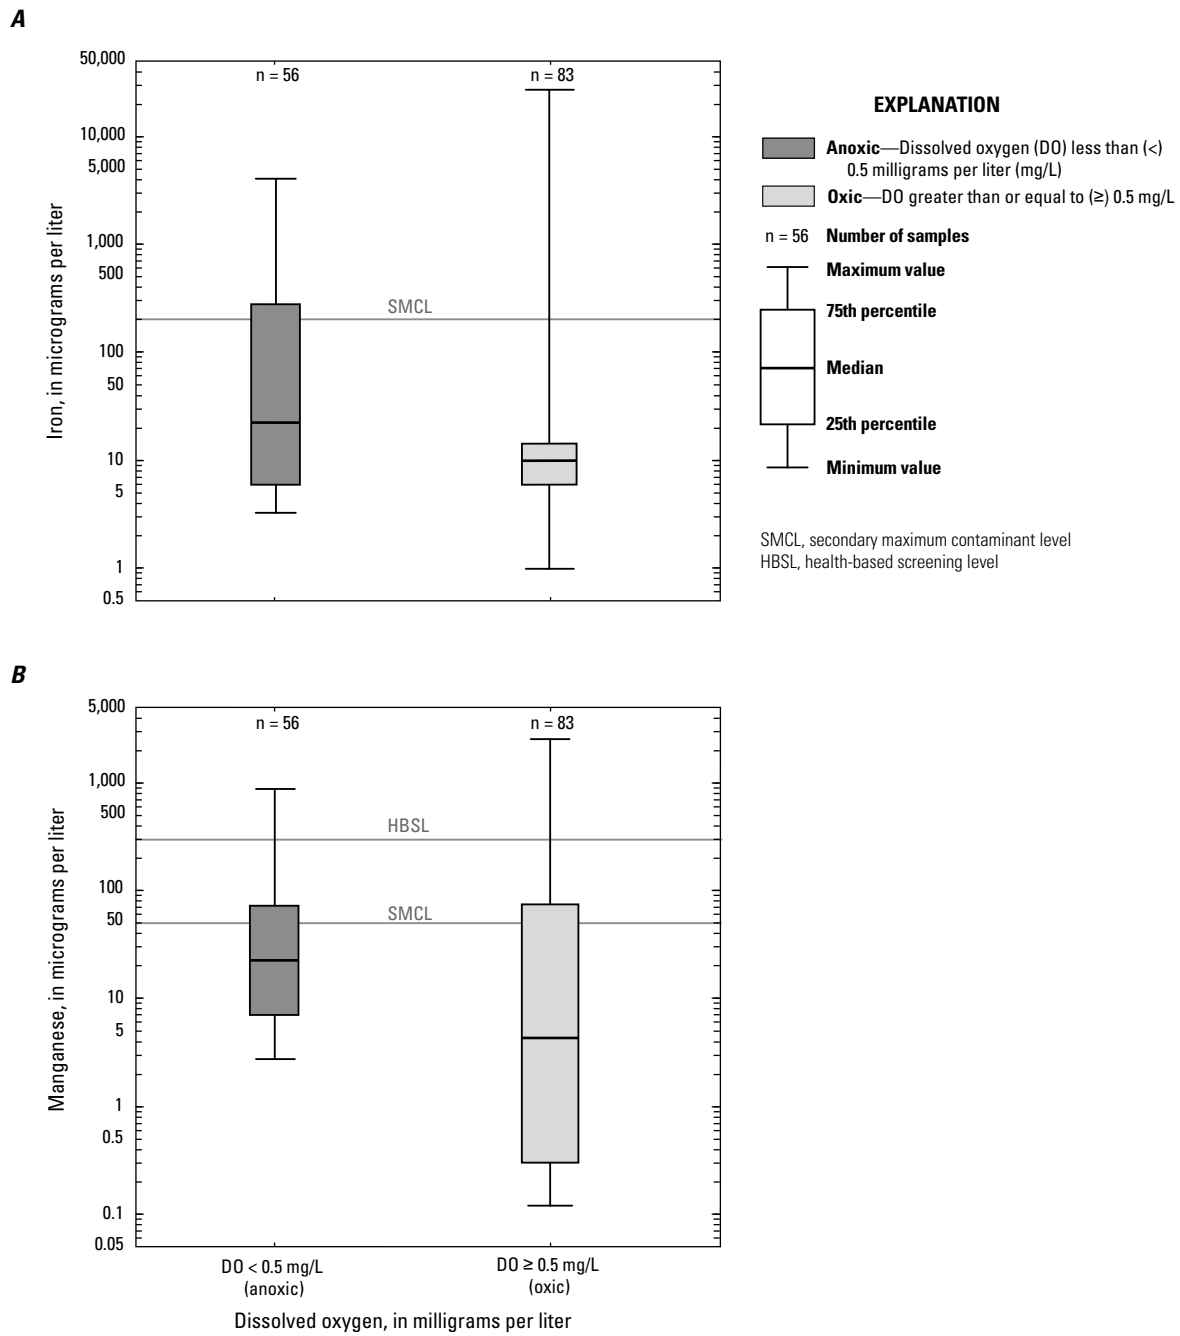 A
Iron, in micrograms per liter
50,000
10,000
5,000
1,000
500
100
50
10
5
1
0.5
n = 56
n = 83
SMCL
EXPLANATION
Anoxic—Dissolved oxygen (DO) less than (<)
0.5 milligrams per liter (mg/L)
Oxic—DO greater than or equal to (≥) 0.5 mg/L
n = 56 Number of samples
Maximum value
75th percentile
Median
25th percentile
Minimum value
SMCL, secondary maximum contaminant level
HBSL, health-based screening level
B
Manganese, in micrograms per liter
5,000
1,000
500
100
50
10
5
1
0.5
0.1
0.05
n = 56
n = 83
HBSL
SMCL
DO < 0.5 mg/L
(anoxic)
DO ≥ 0.5 mg/L
(oxic)
Dissolved oxygen, in milligrams per liter